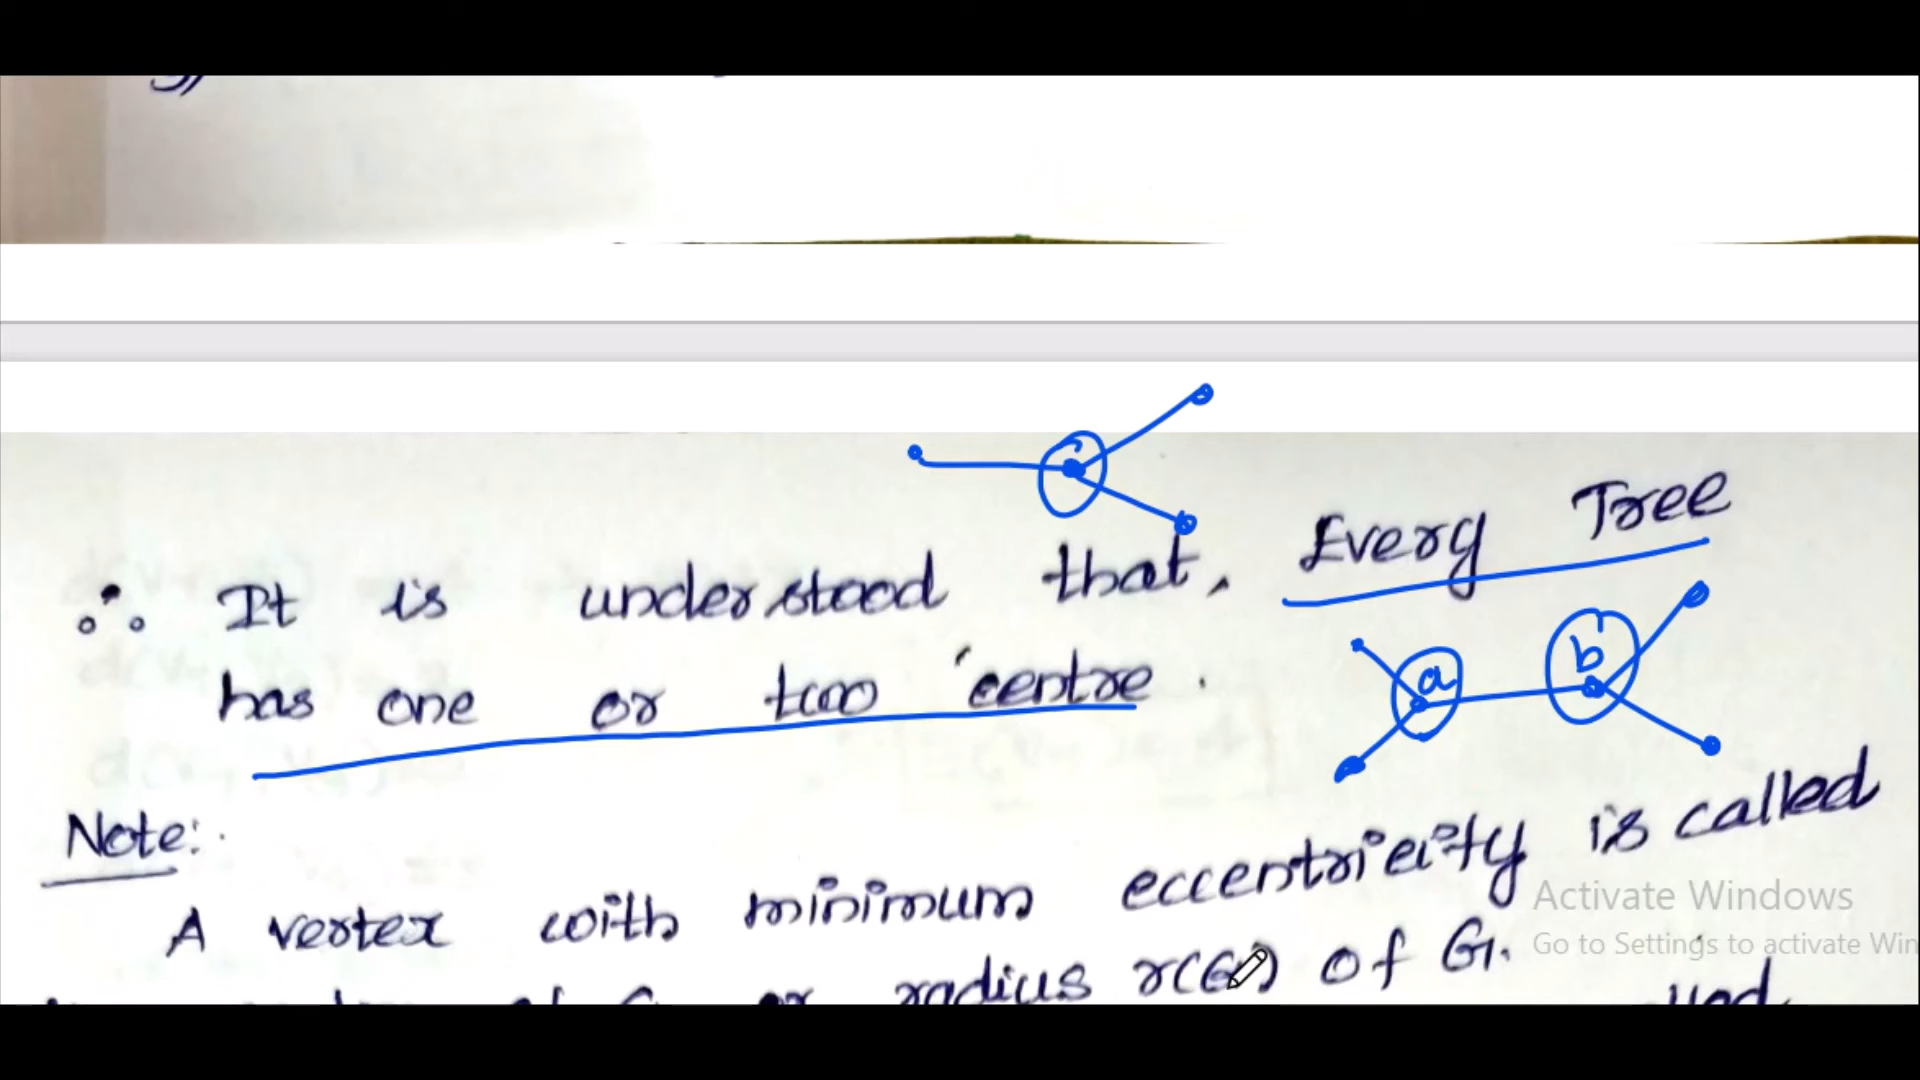 c
∴ It is understood that, Every Tree
has one or two centre.
a b
Note:
A vertex with minimum eccentricity is called
radius r(G) of G.
Activate Windows
Go to Settings to activate Win